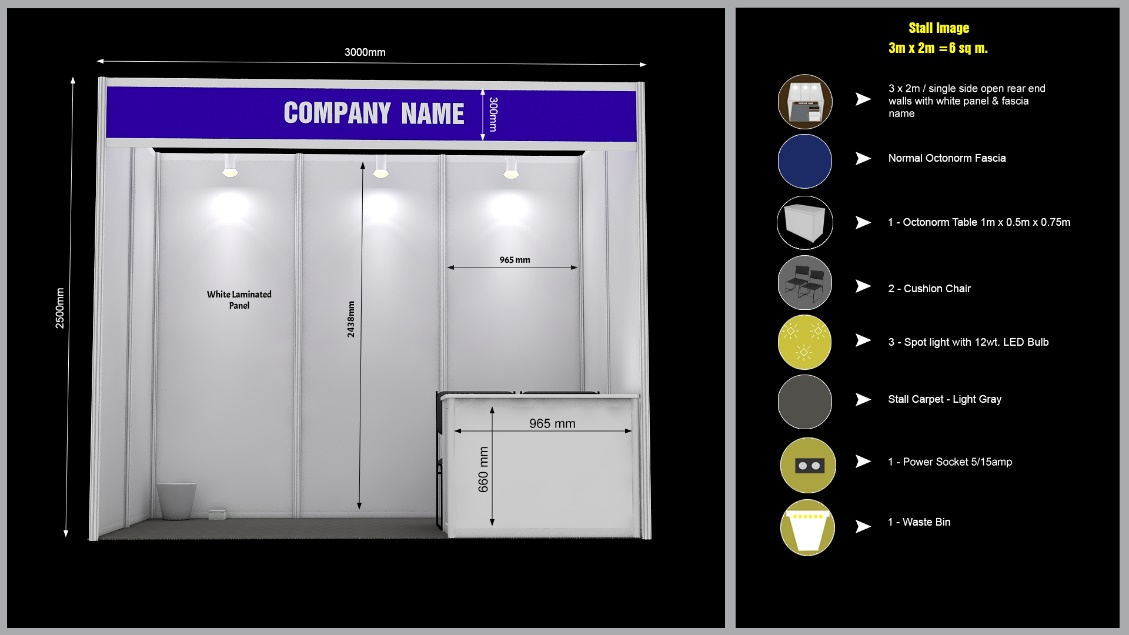 3000mm
COMPANY NAME
300mm
2500mm
White Laminated
Panel
2438mm
965 mm
965 mm
660 mm
Stall Image
3m x 2m =6 sq m.
3 x 2m / single side open rear end
walls with white panel & fascia
name
Normal Octonorm Fascia
1 - Octonorm Table 1m x 0.5m x 0.75m
2 - Cushion Chair
3 - Spot light with 12wt. LED Bulb
Stall Carpet - Light Gray
1 - Power Socket 5/15amp
1 - Waste Bin